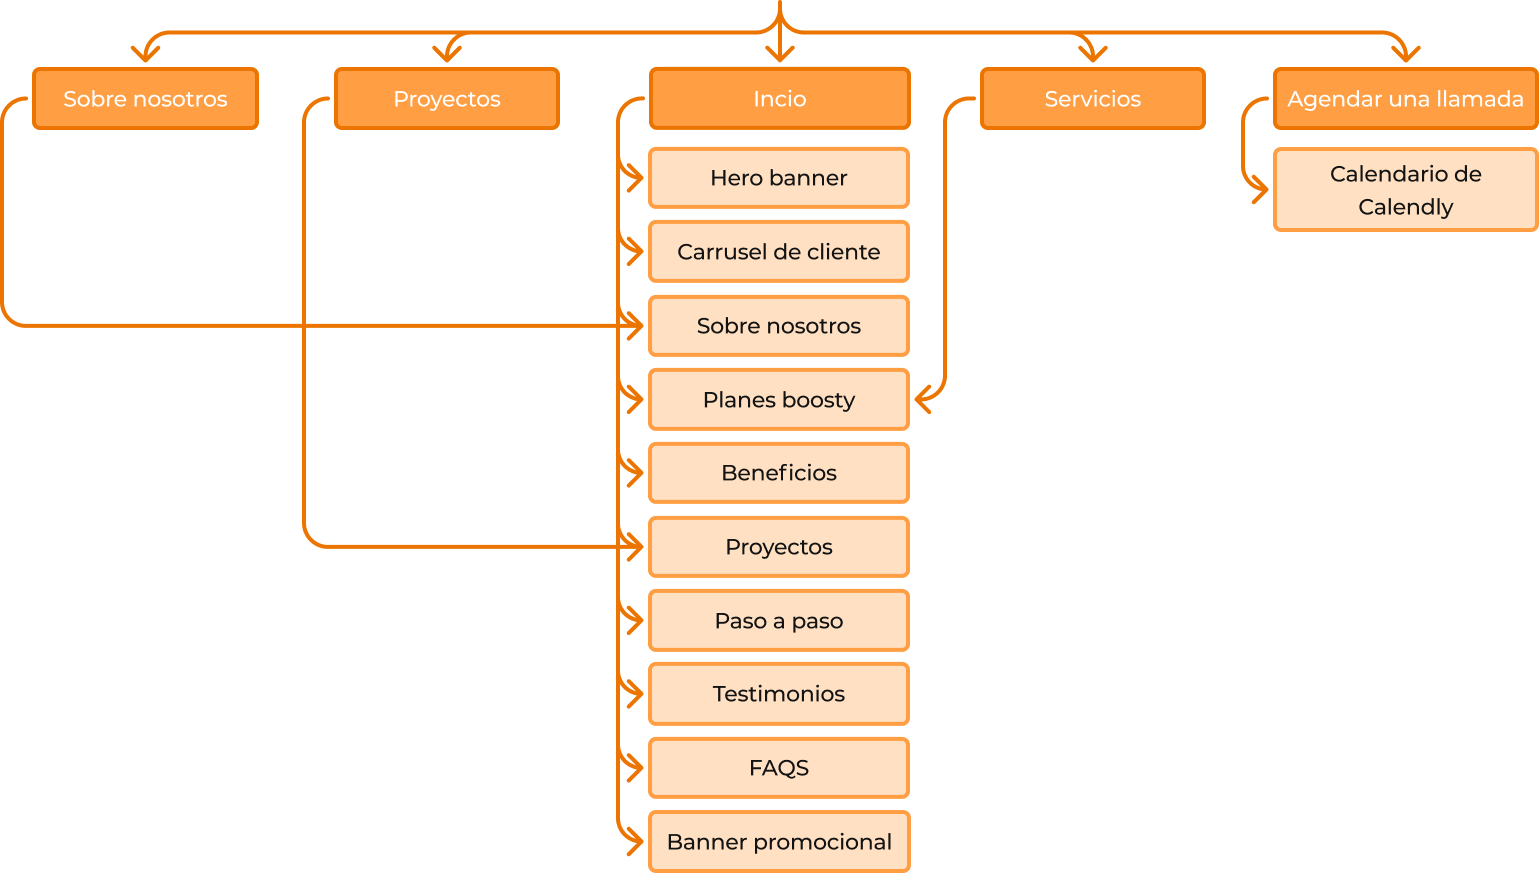 Sobre nosotros
Proyectos
Incio
Servicios
Agendar una llamada
Hero banner
Carrusel de cliente
Sobre nosotros
Planes boosty
Beneficios
Proyectos
Paso a paso
Testimonios
FAQS
Banner promocional
Calendario de
Calendly